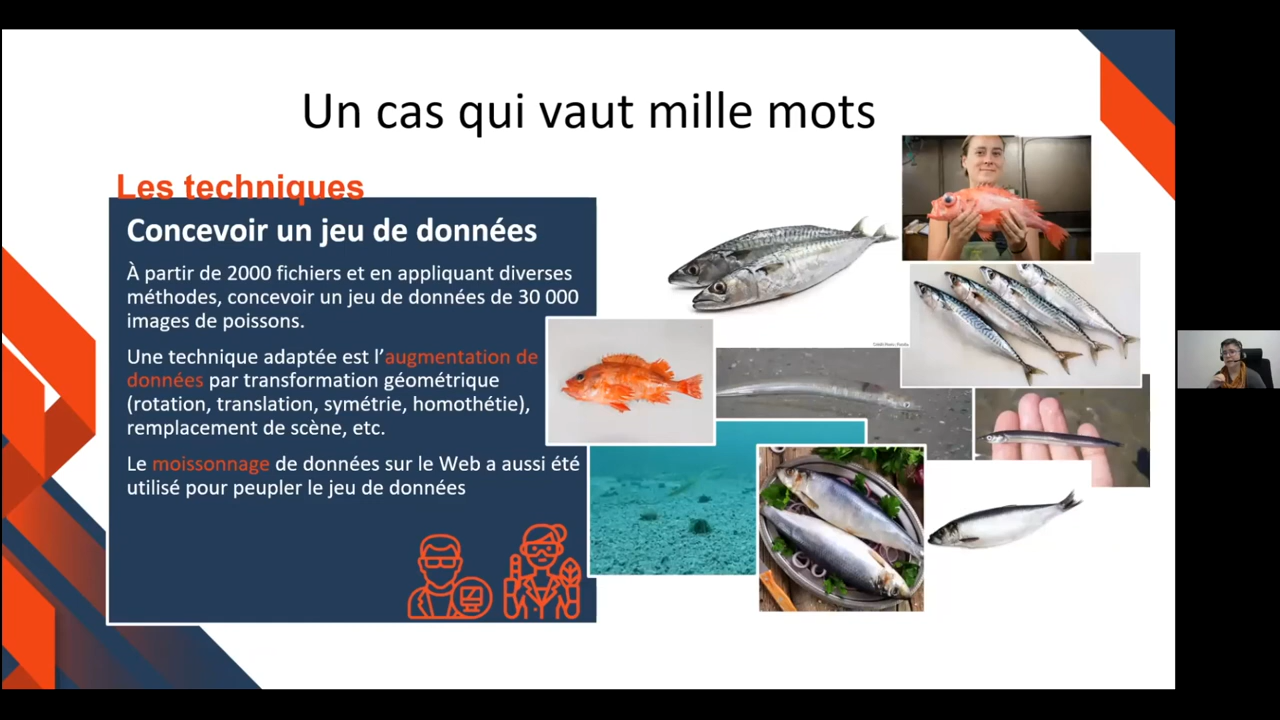 Un cas qui vaut mille mots
Les techniques
Concevoir un jeu de données
À partir de 2000 fichiers et en appliquant diverses
méthodes, concevoir un jeu de données de 30 000
images de poissons.
Une technique adaptée est l’augmentation de
données par transformation géométrique
(rotation, translation, symétrie, homothétie),
remplacement de scène, etc.
Le moissonnage de données sur le Web a aussi été
utilisé pour peupler le jeu de données